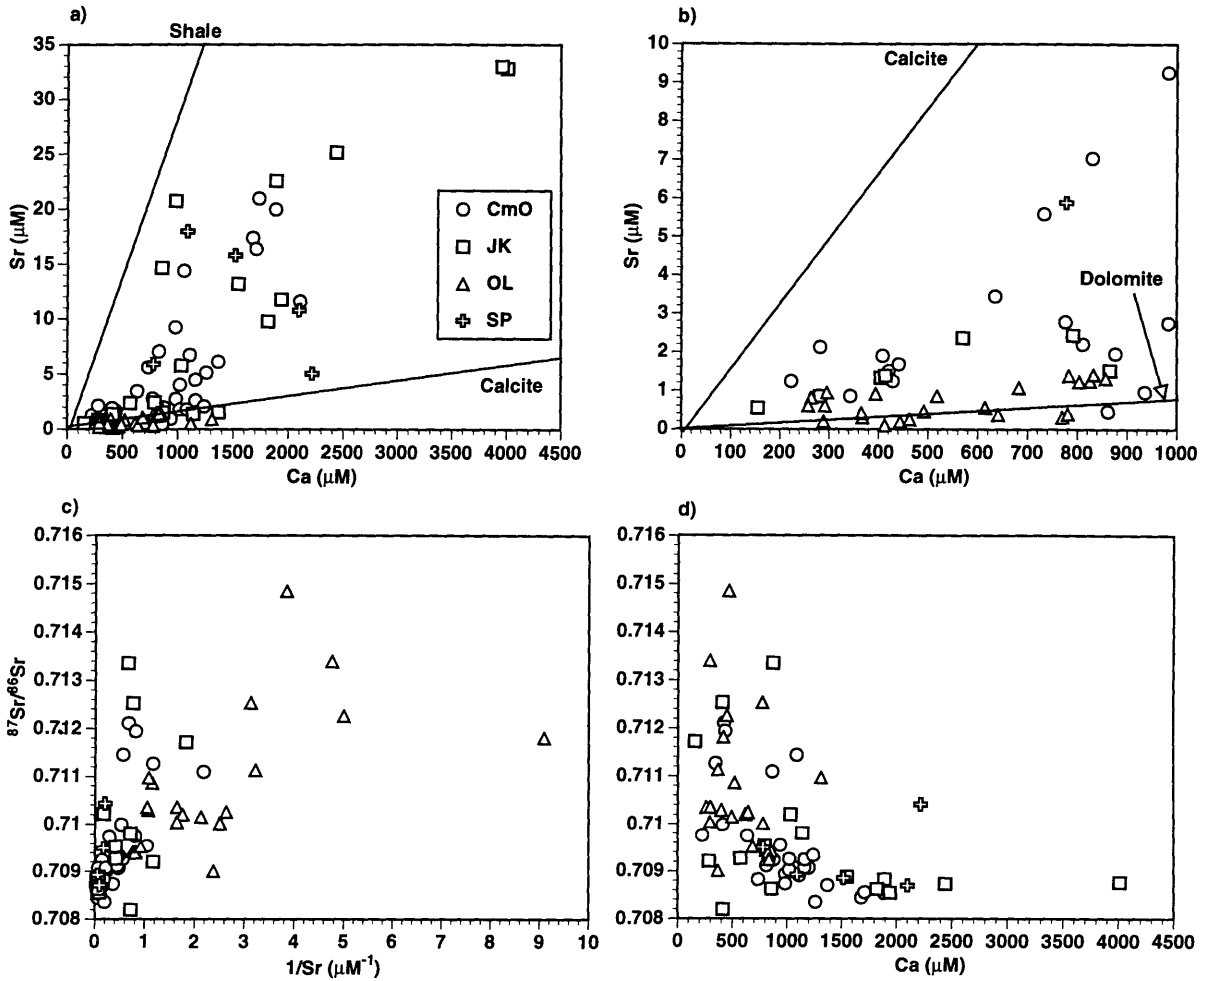 a)
Shale
35
30
25
20
15
10
5
0
Sr (μM)
CmO
JK
OL
SP
Calcite
0 500 1000 1500 2000 2500 3000 3500 4000 4500
Ca (μM)
b)
10
9
8
7
6
5
4
3
2
1
0
Sr (μM)
Calcite
Dolomite
0 100 200 300 400 500 600 700 800 900 1000
Ca (μM)
c)
0.716
0.715
0.714
0.713
0.712
0.711
0.71
0.709
0.708
87Sr/86Sr
0 1 2 3 4 5 6 7 8 9 10
1/Sr (μM-1)
d)
0.716
0.715
0.714
0.713
0.712
0.711
0.71
0.709
0.708
0 500 1000 1500 2000 2500 3000 3500 4000 4500
Ca (μM)